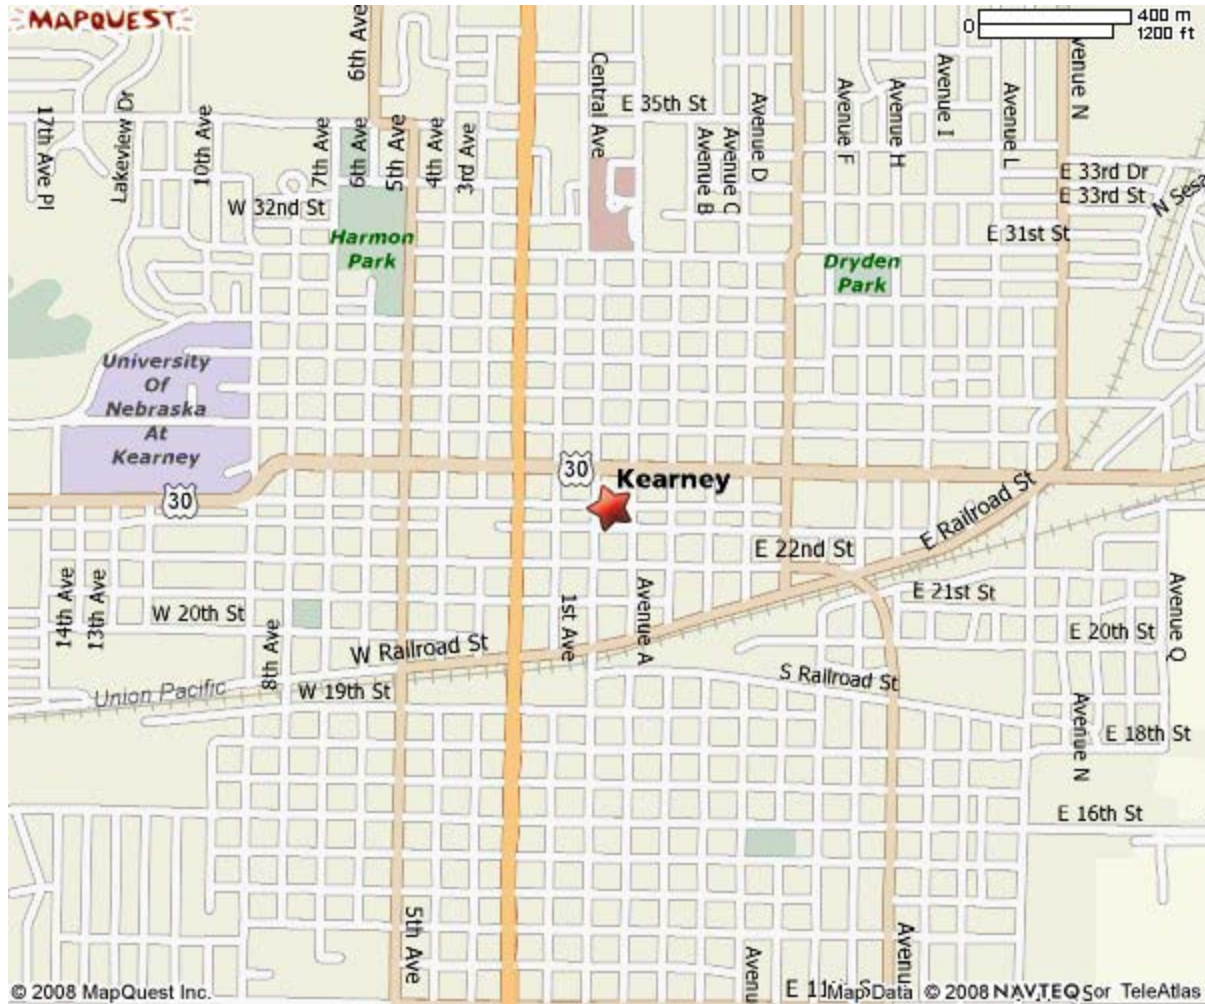 MAPQUEST
0
400 m
1200 ft
6th Ave
Central Ave
E 35th St
Avenue N
17th Ave Pl
Lakeview Dr
10th Ave
7th Ave
6th Ave
5th Ave
4th Ave
3rd Ave
Avenue B
Avenue C
Avenue D
Avenue F
Avenue H
Avenue I
Avenue L
E 33rd Dr
E 33rd St
W 32nd St
E 31st St
Harmon
Park
Dryden
Park
University
Of
Nebraska
At
Kearney
30
Kearney
30
E Railroad St
E 22nd St
14th Ave
13th Ave
W 20th St
8th Ave
1st Ave
Avenue A
E 21st St
E 20th St
Avenue Q
W Railroad St
Union Pacific
W 19th St
S Railroad St
Avenue N
E 18th St
E 16th St
5th Ave
© 2008 MapQuest Inc.
Map Data © 2008 NAVTEQ or TeleAtlas